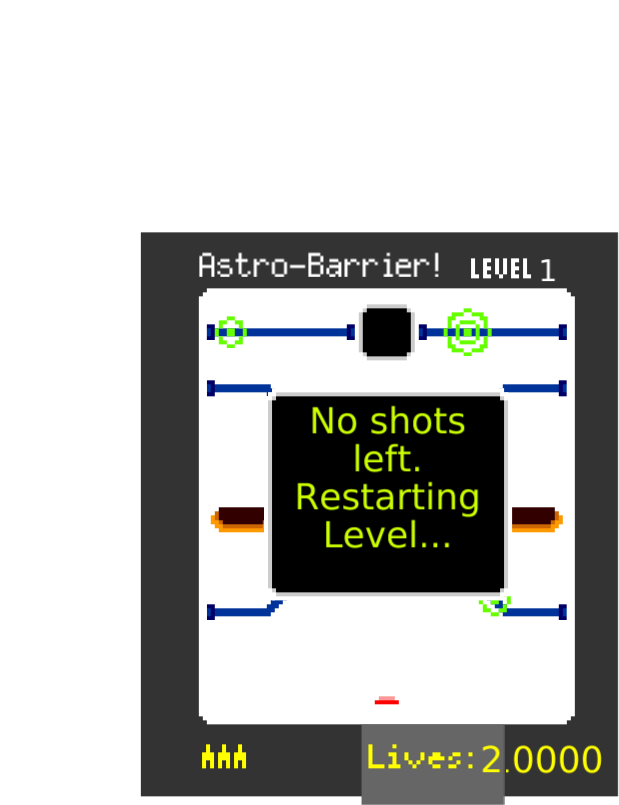 Astro-Barrier! LEVEL 1
No shots
left.
Restarting
Level...
Lives:2.0000